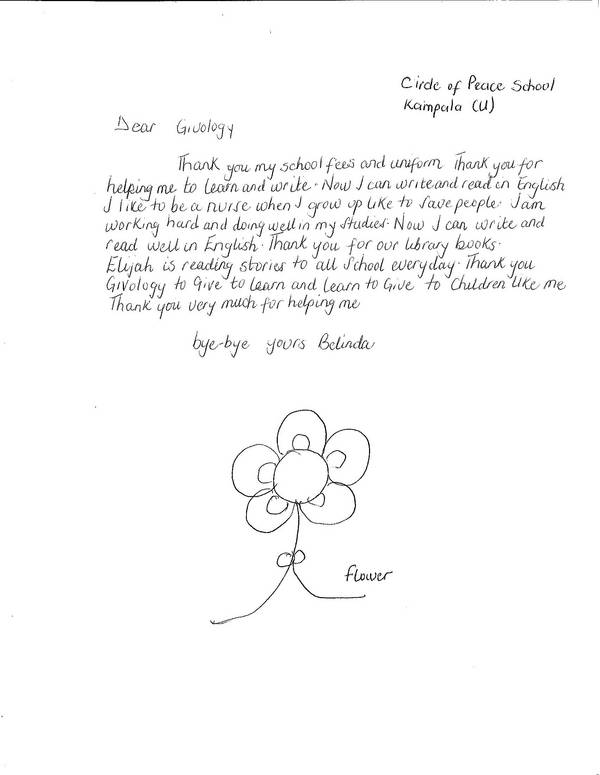 Circle of Peace School
Kampala (U)
Dear Givology
Thank you my school fees and uniform Thank you for
helping me to learn and write. Now I can write and read in English
I like to be a nurse when I grow up like to save people. I am
working hard and doing well in my studies. Now I can write and
read well in English. Thank you for our library books.
Elijah is reading stories to all School everyday. Thank you
Givology to Give to Learn and Learn to Give to Children like me
Thank you very much for helping me
bye-bye yours Belinda
flower